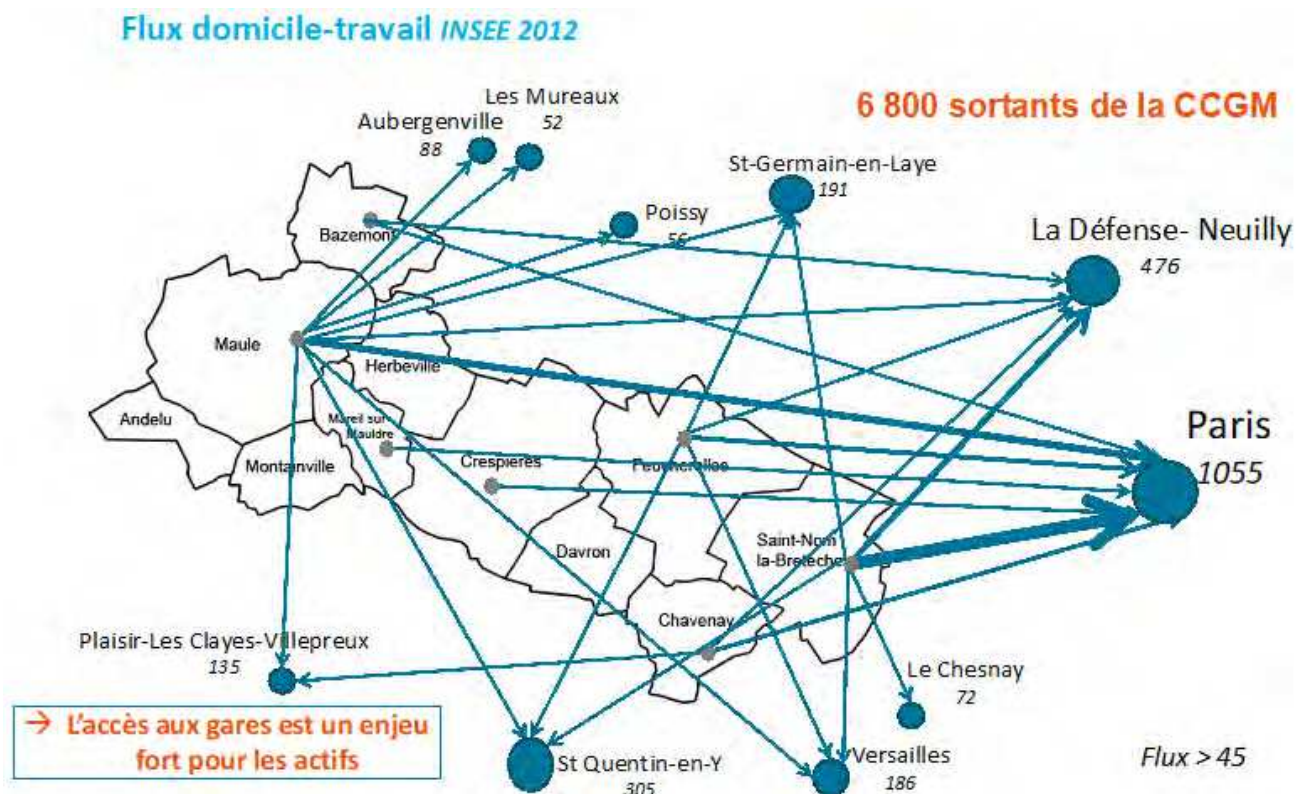 Flux domicile-travail INSEE 2012
6 800 sortants de la CCGM
Les Mureaux
52
Aubergenville
88
St-Germain-en-Laye
191
Poissy
56
La Défense- Neuilly
476
Bazemont
Maule
Herbeville
Andelu
Mareil sur-
Mauldre
Montainville
Crespières
Feucherolles
Paris
1055
Davron
Saint-Nom
la-Bretèche
Chavenay
Plaisir-Les Clayes-Villepreux
135
Le Chesnay
72
→ L'accès aux gares est un enjeu
fort pour les actifs
St Quentin-en-Y
305
Versailles
186
Flux > 45